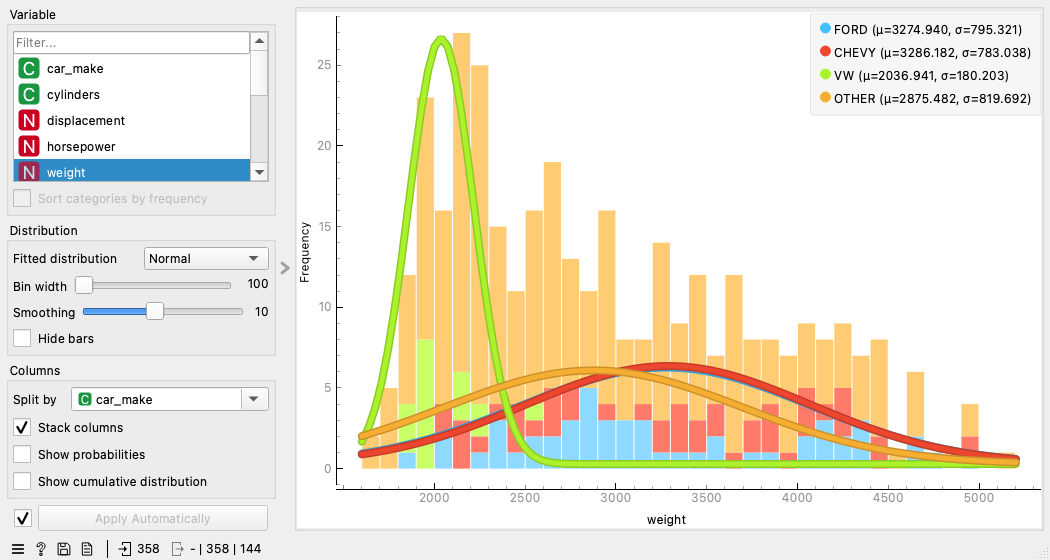 Variable
Filter...
C car_make
C cylinders
N displacement
N horsepower
N weight
Sort categories by frequency
Distribution
Fitted distribution Normal
Bin width 100
Smoothing 10
Hide bars
Columns
Split by C car_make
Stack columns
Show probabilities
Show cumulative distribution
Apply Automatically
? 358 - | 358 | 144
FORD (μ=3274.940, σ=795.321)
CHEVY (μ=3286.182, σ=783.038)
VW (μ=2036.941, σ=180.203)
OTHER (μ=2875.482, σ=819.692)
Frequency
25
20
15
10
5
0
2000 2500 3000 3500 4000 4500 5000
weight